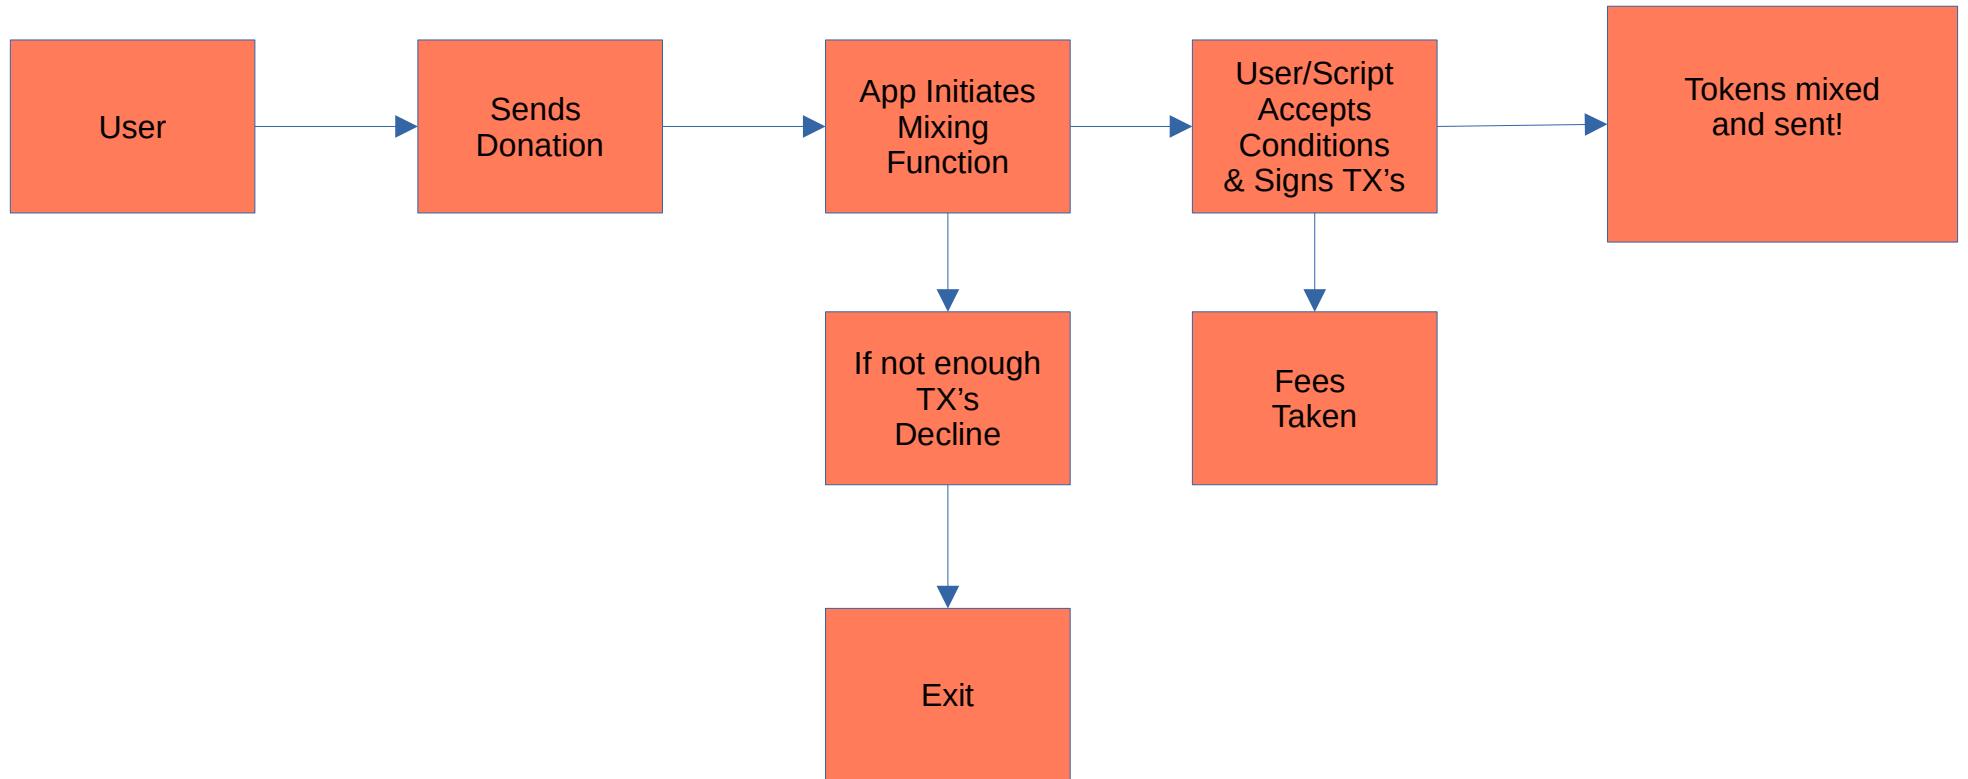 User
Sends
Donation
App Initiates
Mixing
Function
User/Script
Accepts
Conditions
& Signs TX’s
Tokens mixed
and sent!
If not enough
TX’s
Decline
Fees
Taken
Exit